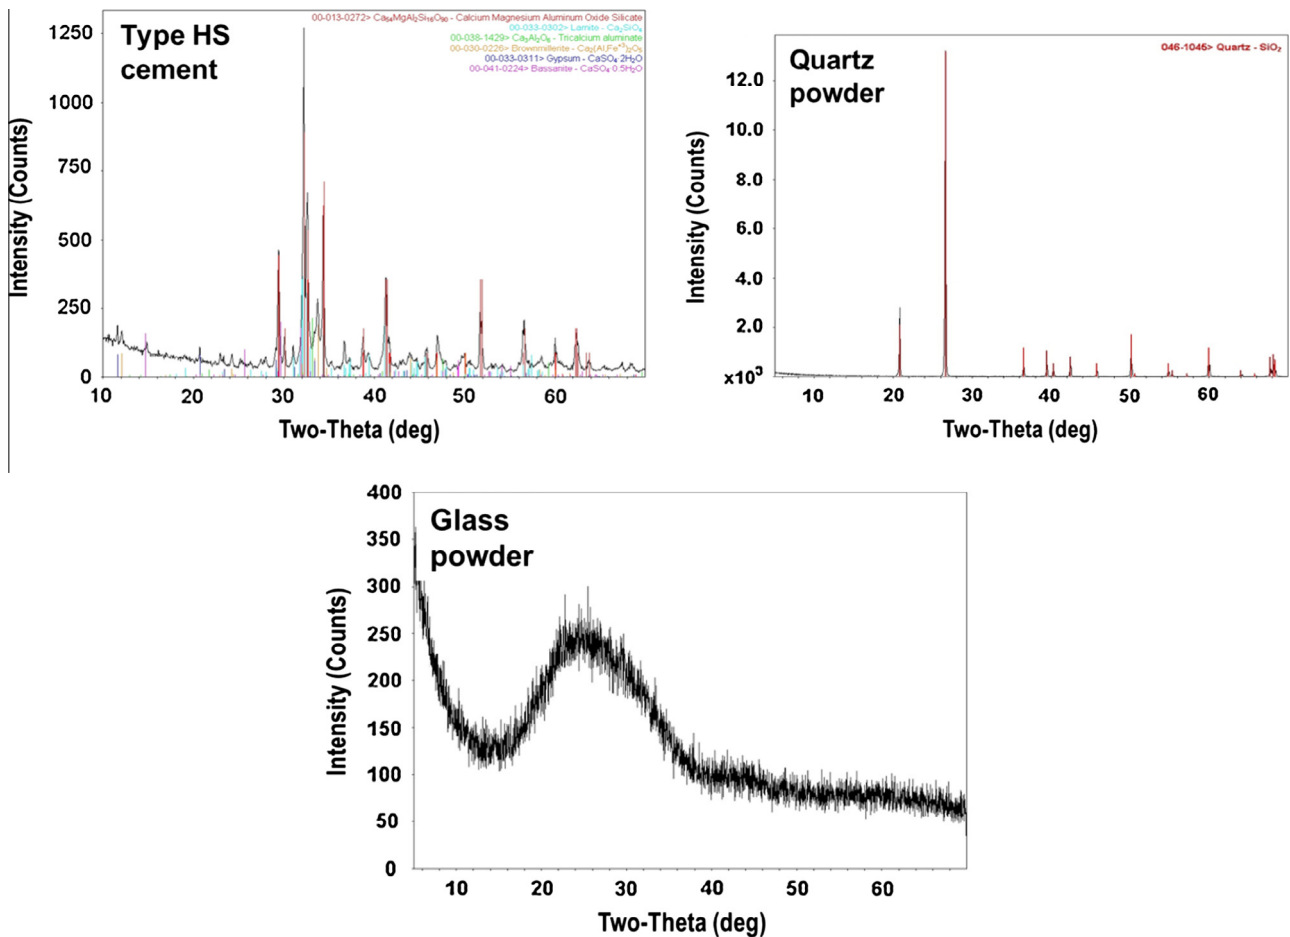 Type HS
cement
00-013-0272> Ca₅₄MgAl₂Si₁₆O₉₀ - Calcium Magnesium Aluminum Oxide Silicate
00-033-0302> Larnite - Ca₂SiO₄
00-038-1429> Ca₃Al₂O₆ - Tricalcium aluminate
00-030-0226> Brownmillerite - Ca₂(Al,Fe⁺³)₂O₅
00-033-0311> Gypsum - CaSO₄ 2H₂O
00-041-0224> Bassanite - CaSO₄ 0.5H₂O
1250
1000
750
500
250
0
Intensity (Counts)
10 20 30 40 50 60
Two-Theta (deg)
Quartz
powder
046-1045> Quartz - SiO₂
12.0
10.0
8.0
6.0
4.0
2.0
x10³
Intensity (Counts)
10 20 30 40 50 60
Two-Theta (deg)
Glass
powder
400
350
300
250
200
150
100
50
0
Intensity (Counts)
10 20 30 40 50 60
Two-Theta (deg)